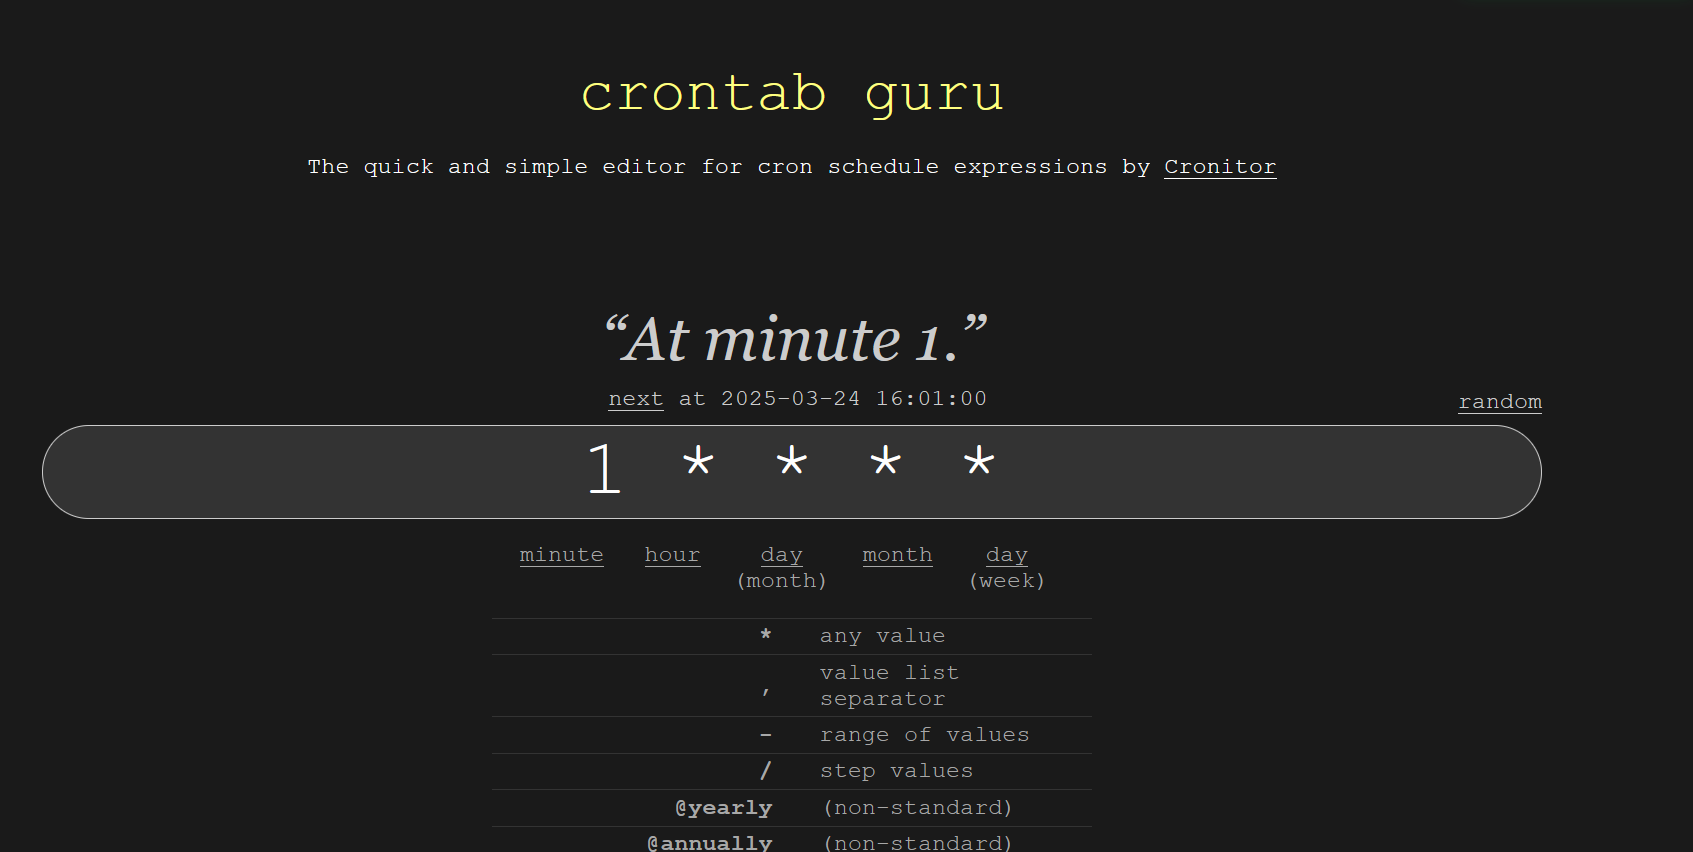 crontab guru
The quick and simple editor for cron schedule expressions by Cronitor
“At minute 1.”
next at 2025-03-24 16:01:00
random
1 * * * *
minute hour day (month) month day (week)
* any value
, value list separator
- range of values
/ step values
@yearly (non-standard)
@annually (non-standard)